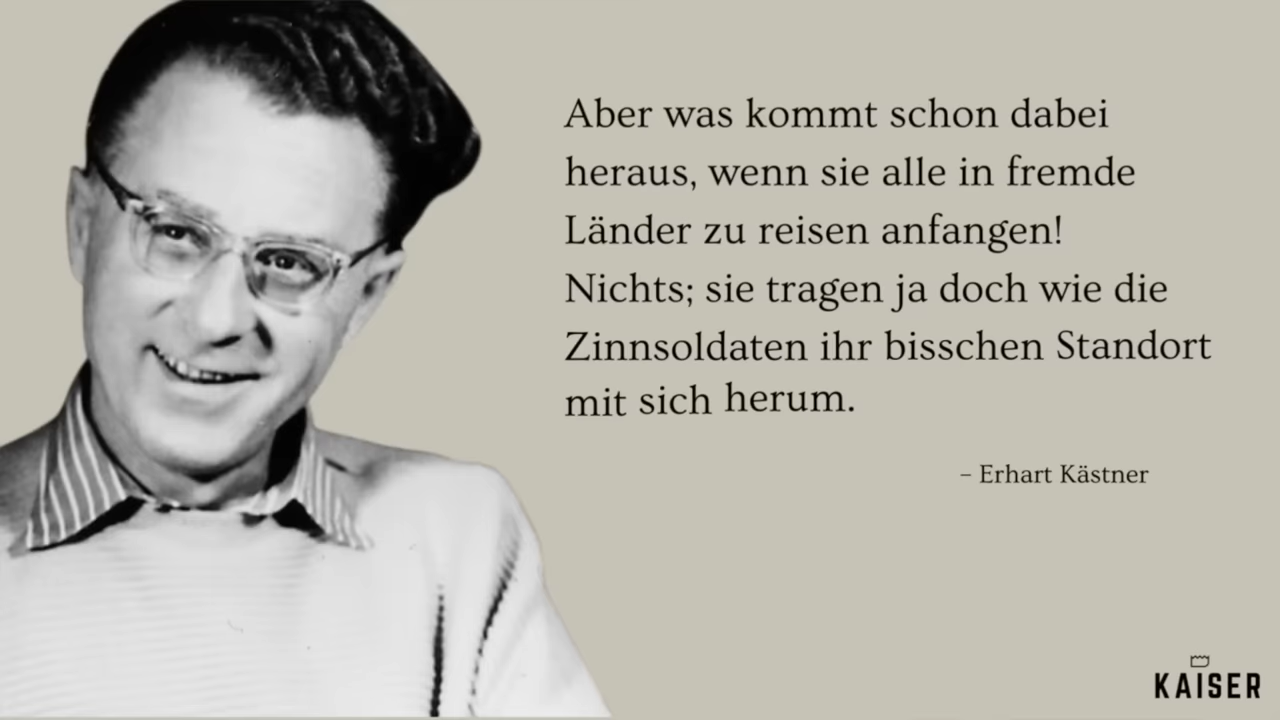 Aber was kommt schon dabei
heraus, wenn sie alle in fremde
Länder zu reisen anfangen!
Nichts; sie tragen ja doch wie die
Zinnsoldaten ihr bisschen Standort
mit sich herum.
– Erhart Kästner
KAISER